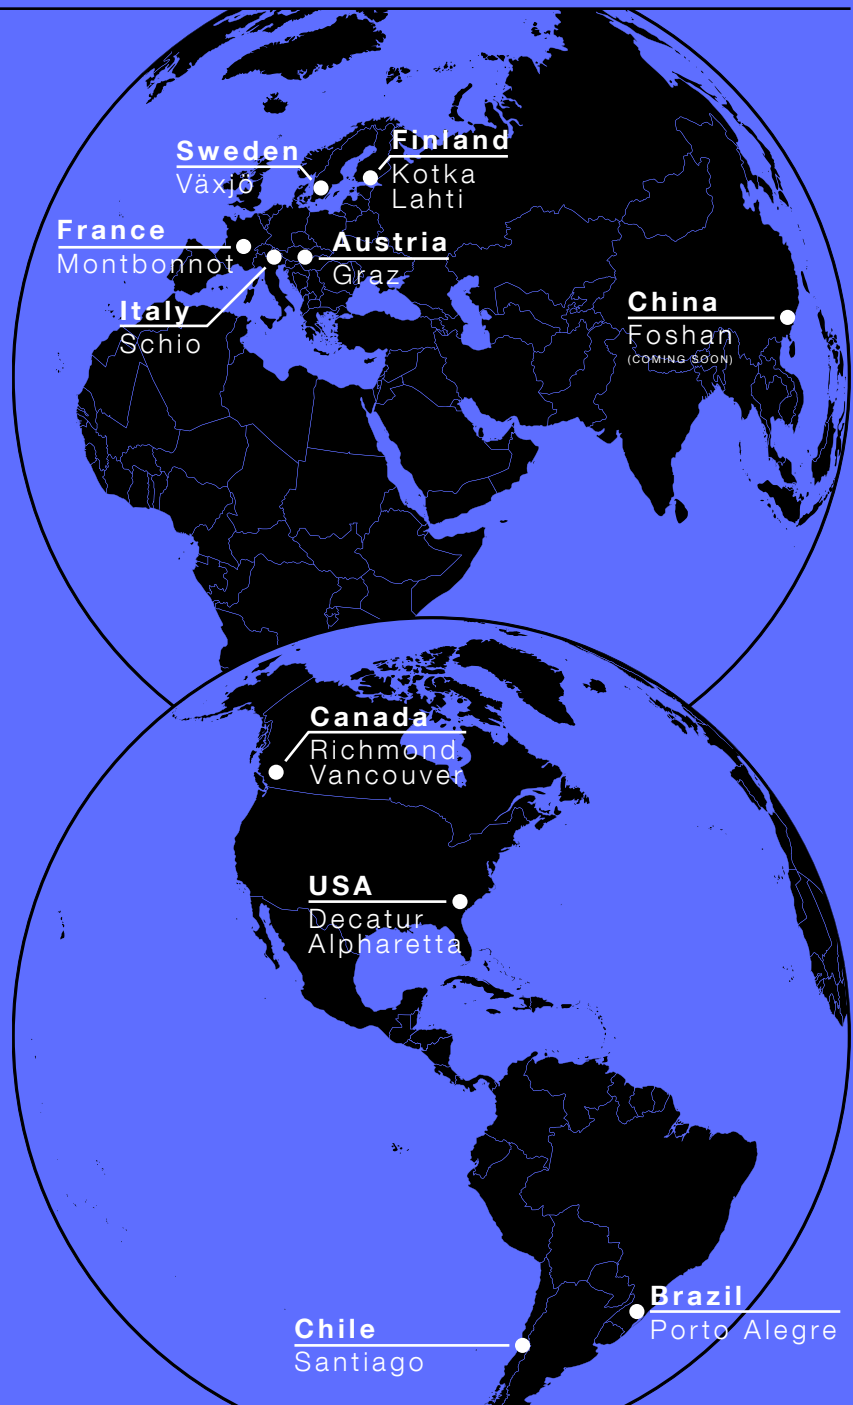 Sweden
Växjö
Finland
Kotka
Lahti
France
Montbonnot
Austria
Graz
Italy
Schio
China
Foshan
(COMING SOON)
Canada
Richmond
Vancouver
USA
Decatur
Alpharetta
Brazil
Porto Alegre
Chile
Santiago